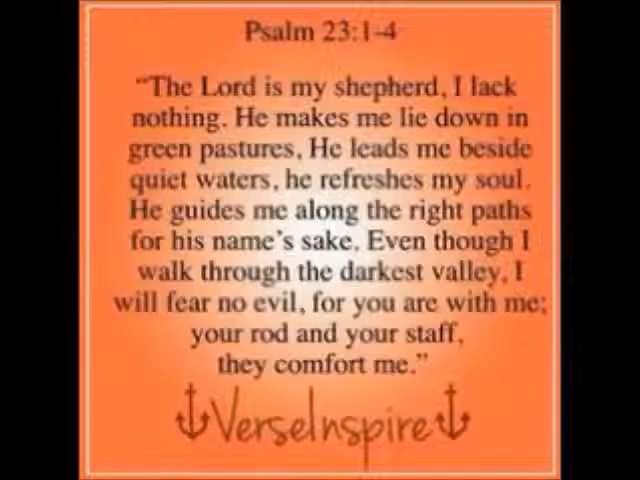 Psalm 23:1-4
“The Lord is my shepherd, I lack
nothing. He makes me lie down in
green pastures, He leads me beside
quiet waters, he refreshes my soul.
He guides me along the right paths
for his name’s sake. Even though I
walk through the darkest valley, I
will fear no evil, for you are with me;
your rod and your staff,
they comfort me.”
VerseInspire